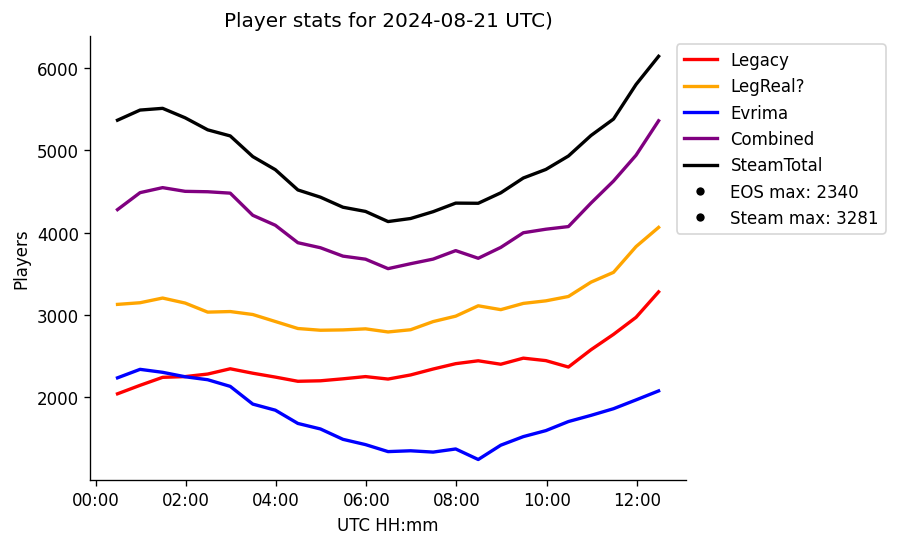 Player stats for 2024-08-21 UTC)
6000
5000
4000
3000
2000
Players
00:00 02:00 04:00 06:00 08:00 10:00 12:00
UTC HH:mm
Legacy
LegReal?
Evrima
Combined
SteamTotal
EOS max: 2340
Steam max: 3281